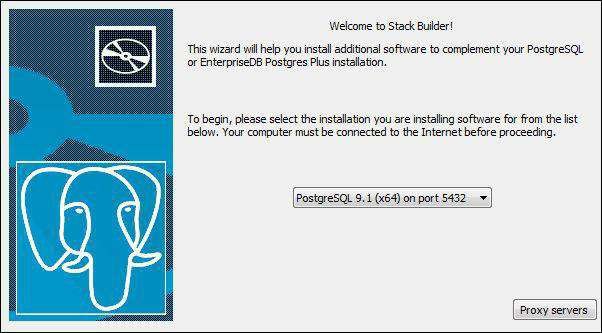 Welcome to Stack Builder!
This wizard will help you install additional software to complement your PostgreSQL
or EnterpriseDB Postgres Plus installation.
To begin, please select the installation you are installing software for from the list
below. Your computer must be connected to the Internet before proceeding.
PostgreSQL 9.1 (x64) on port 5432
Proxy servers